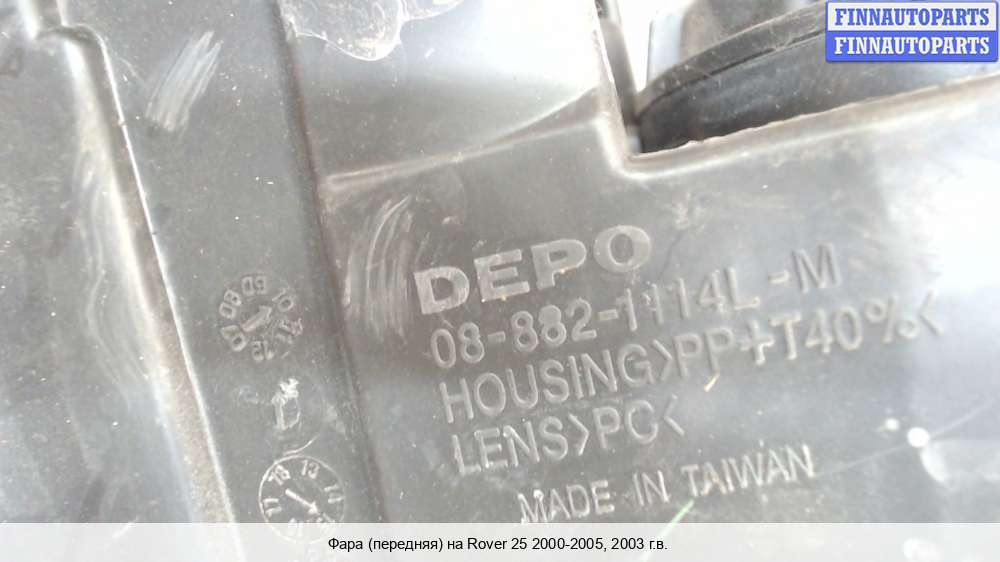 FINNAUTOPARTS
FINNAUTOPARTS
DEPO
08-882-1114L-M
HOUSING>PP+T40%<
LENS>PC<
MADE IN TAIWAN
Фара (передняя) на Rover 25 2000-2005, 2003 г.в.